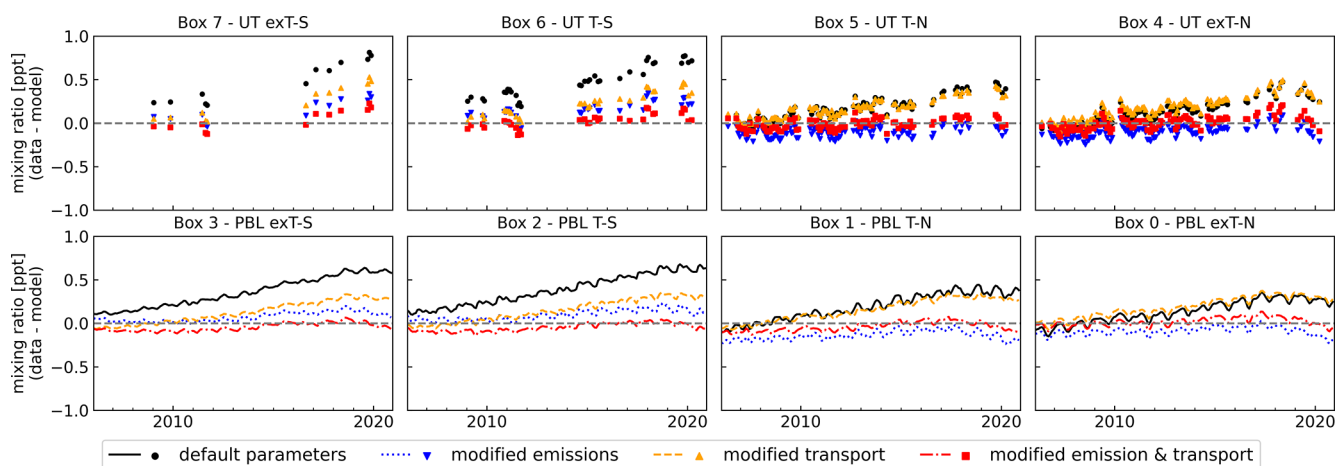 Box 7 - UT exT-S
Box 6 - UT T-S
Box 5 - UT T-N
Box 4 - UT exT-N
mixing ratio [ppt]
(data - model)
1.0
0.5
0.0
−0.5
−1.0
Box 3 - PBL exT-S
Box 2 - PBL T-S
Box 1 - PBL T-N
Box 0 - PBL exT-N
mixing ratio [ppt]
(data - model)
1.0
0.5
0.0
−0.5
−1.0
2010 2020
2010 2020
2010 2020
2010 2020
default parameters
modified emissions
modified transport
modified emission & transport